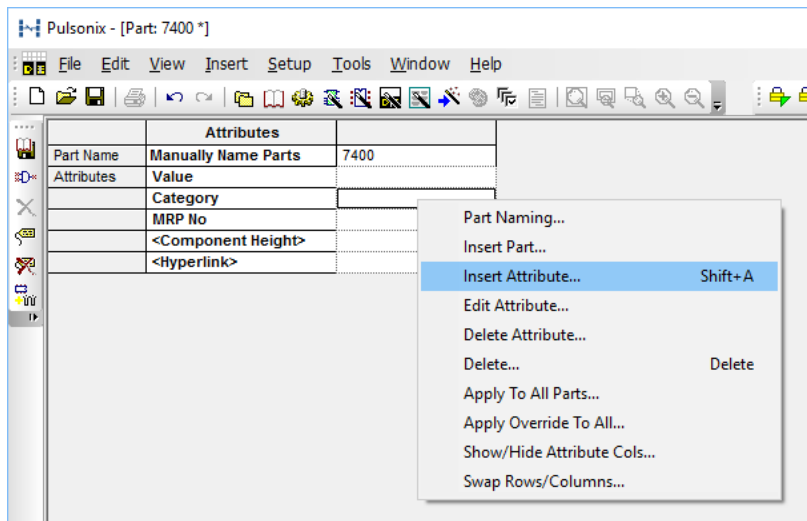 Pulsonix - [Part: 7400 *]
File Edit View Insert Setup Tools Window Help
Attributes
Part Name Manually Name Parts 7400
Attributes Value
Category
MRP No
<Component Height>
<Hyperlink>
Part Naming...
Insert Part...
Insert Attribute... Shift+A
Edit Attribute...
Delete Attribute...
Delete... Delete
Apply To All Parts...
Apply Override To All...
Show/Hide Attribute Cols...
Swap Rows/Columns...